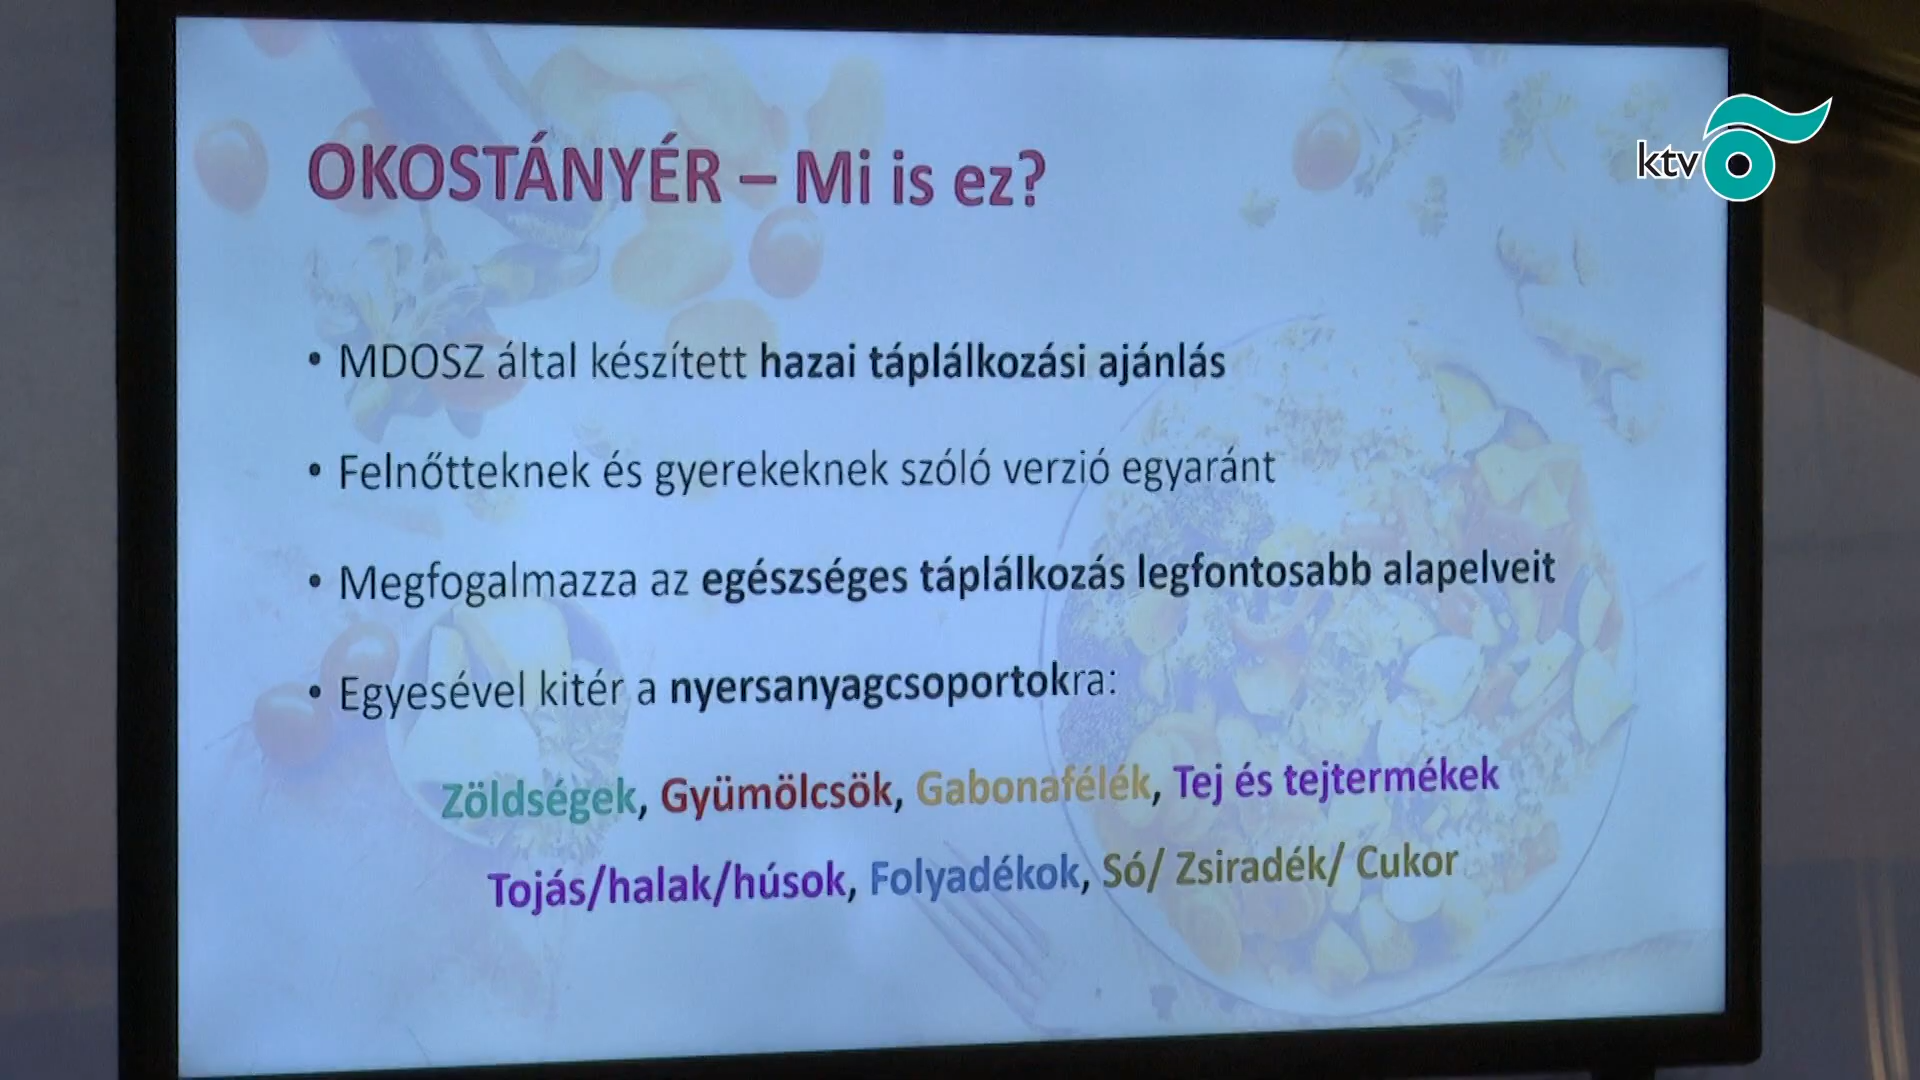 OKOSTÁNYÉR – Mi is ez?
ktv
• MDOSZ által készített hazai táplálkozási ajánlás
• Felnőtteknek és gyerekeknek szóló verzió egyaránt
• Megfogalmazza az egészséges táplálkozás legfontosabb alapelveit
• Egyesével kitér a nyersanyagcsoportokra:
Zöldségek, Gyümölcsök, Gabonafélék, Tej és tejtermékek
Tojás/halak/húsok, Folyadékok, Só/ Zsiradék/ Cukor